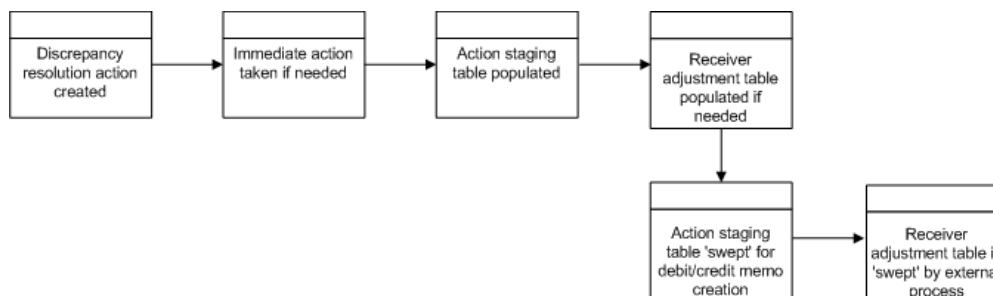 Discrepancy
resolution action
created
Immediate action
taken if needed
Action staging
table populated
Receiver
adjustment table
populated if
needed
Action staging
table 'swept' for
debit/credit memo
creation
Receiver
adjustment table i
'swept' by externa
process